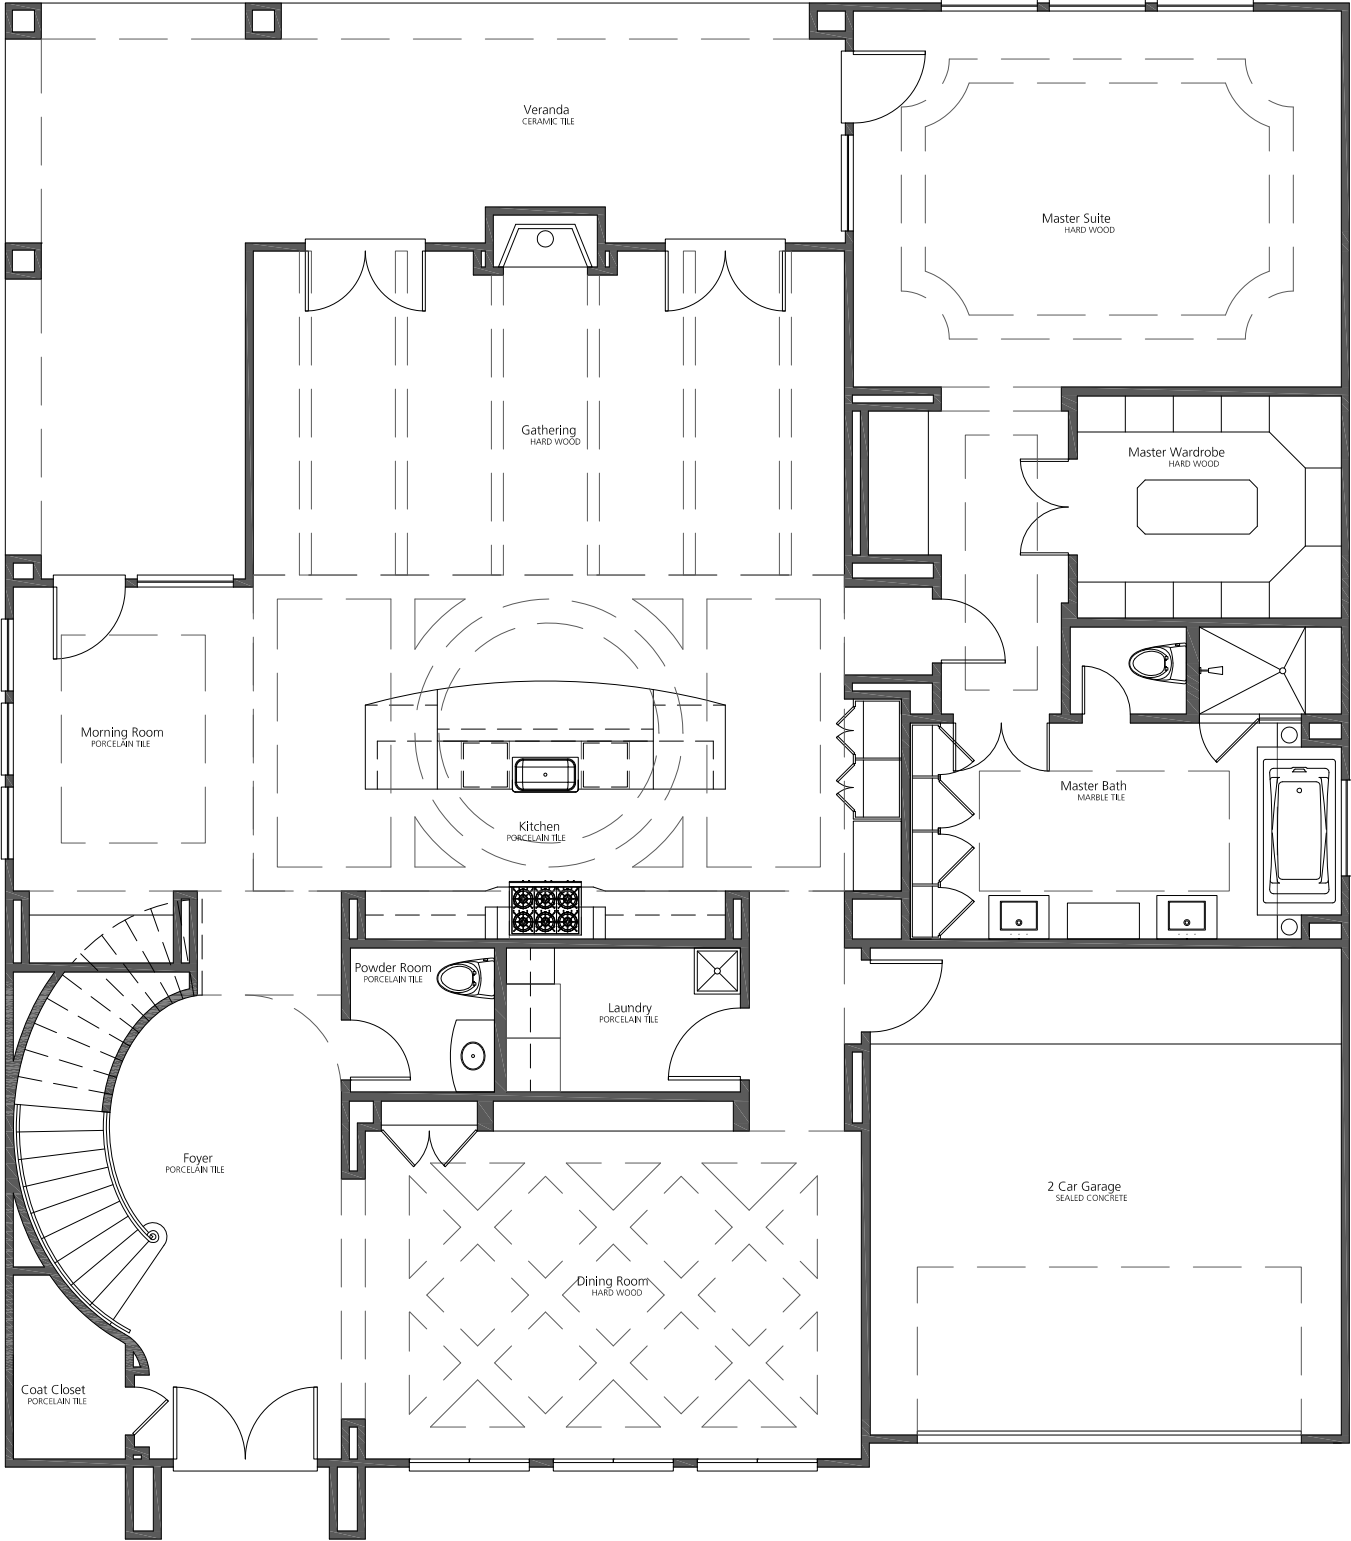 Veranda
CERAMIC TILE
Master Suite
HARD WOOD
Gathering
HARD WOOD
Master Wardrobe
HARD WOOD
Morning Room
PORCELAIN TILE
Master Bath
MARBLE TILE
Kitchen
PORCELAIN TILE
Powder Room
PORCELAIN TILE
Laundry
PORCELAIN TILE
Foyer
PORCELAIN TILE
2 Car Garage
SEALED CONCRETE
Dining Room
HARD WOOD
Coat Closet
PORCELAIN TILE